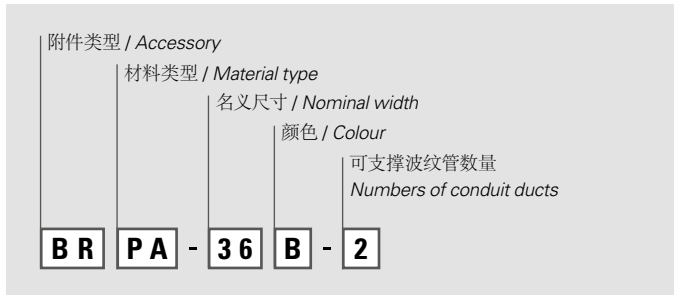 附件类型 / Accessory
材料类型 / Material type
名义尺寸 / Nominal width
颜色 / Colour
可支撑波纹管数量
Numbers of conduit ducts
BR PA - 36 B - 2